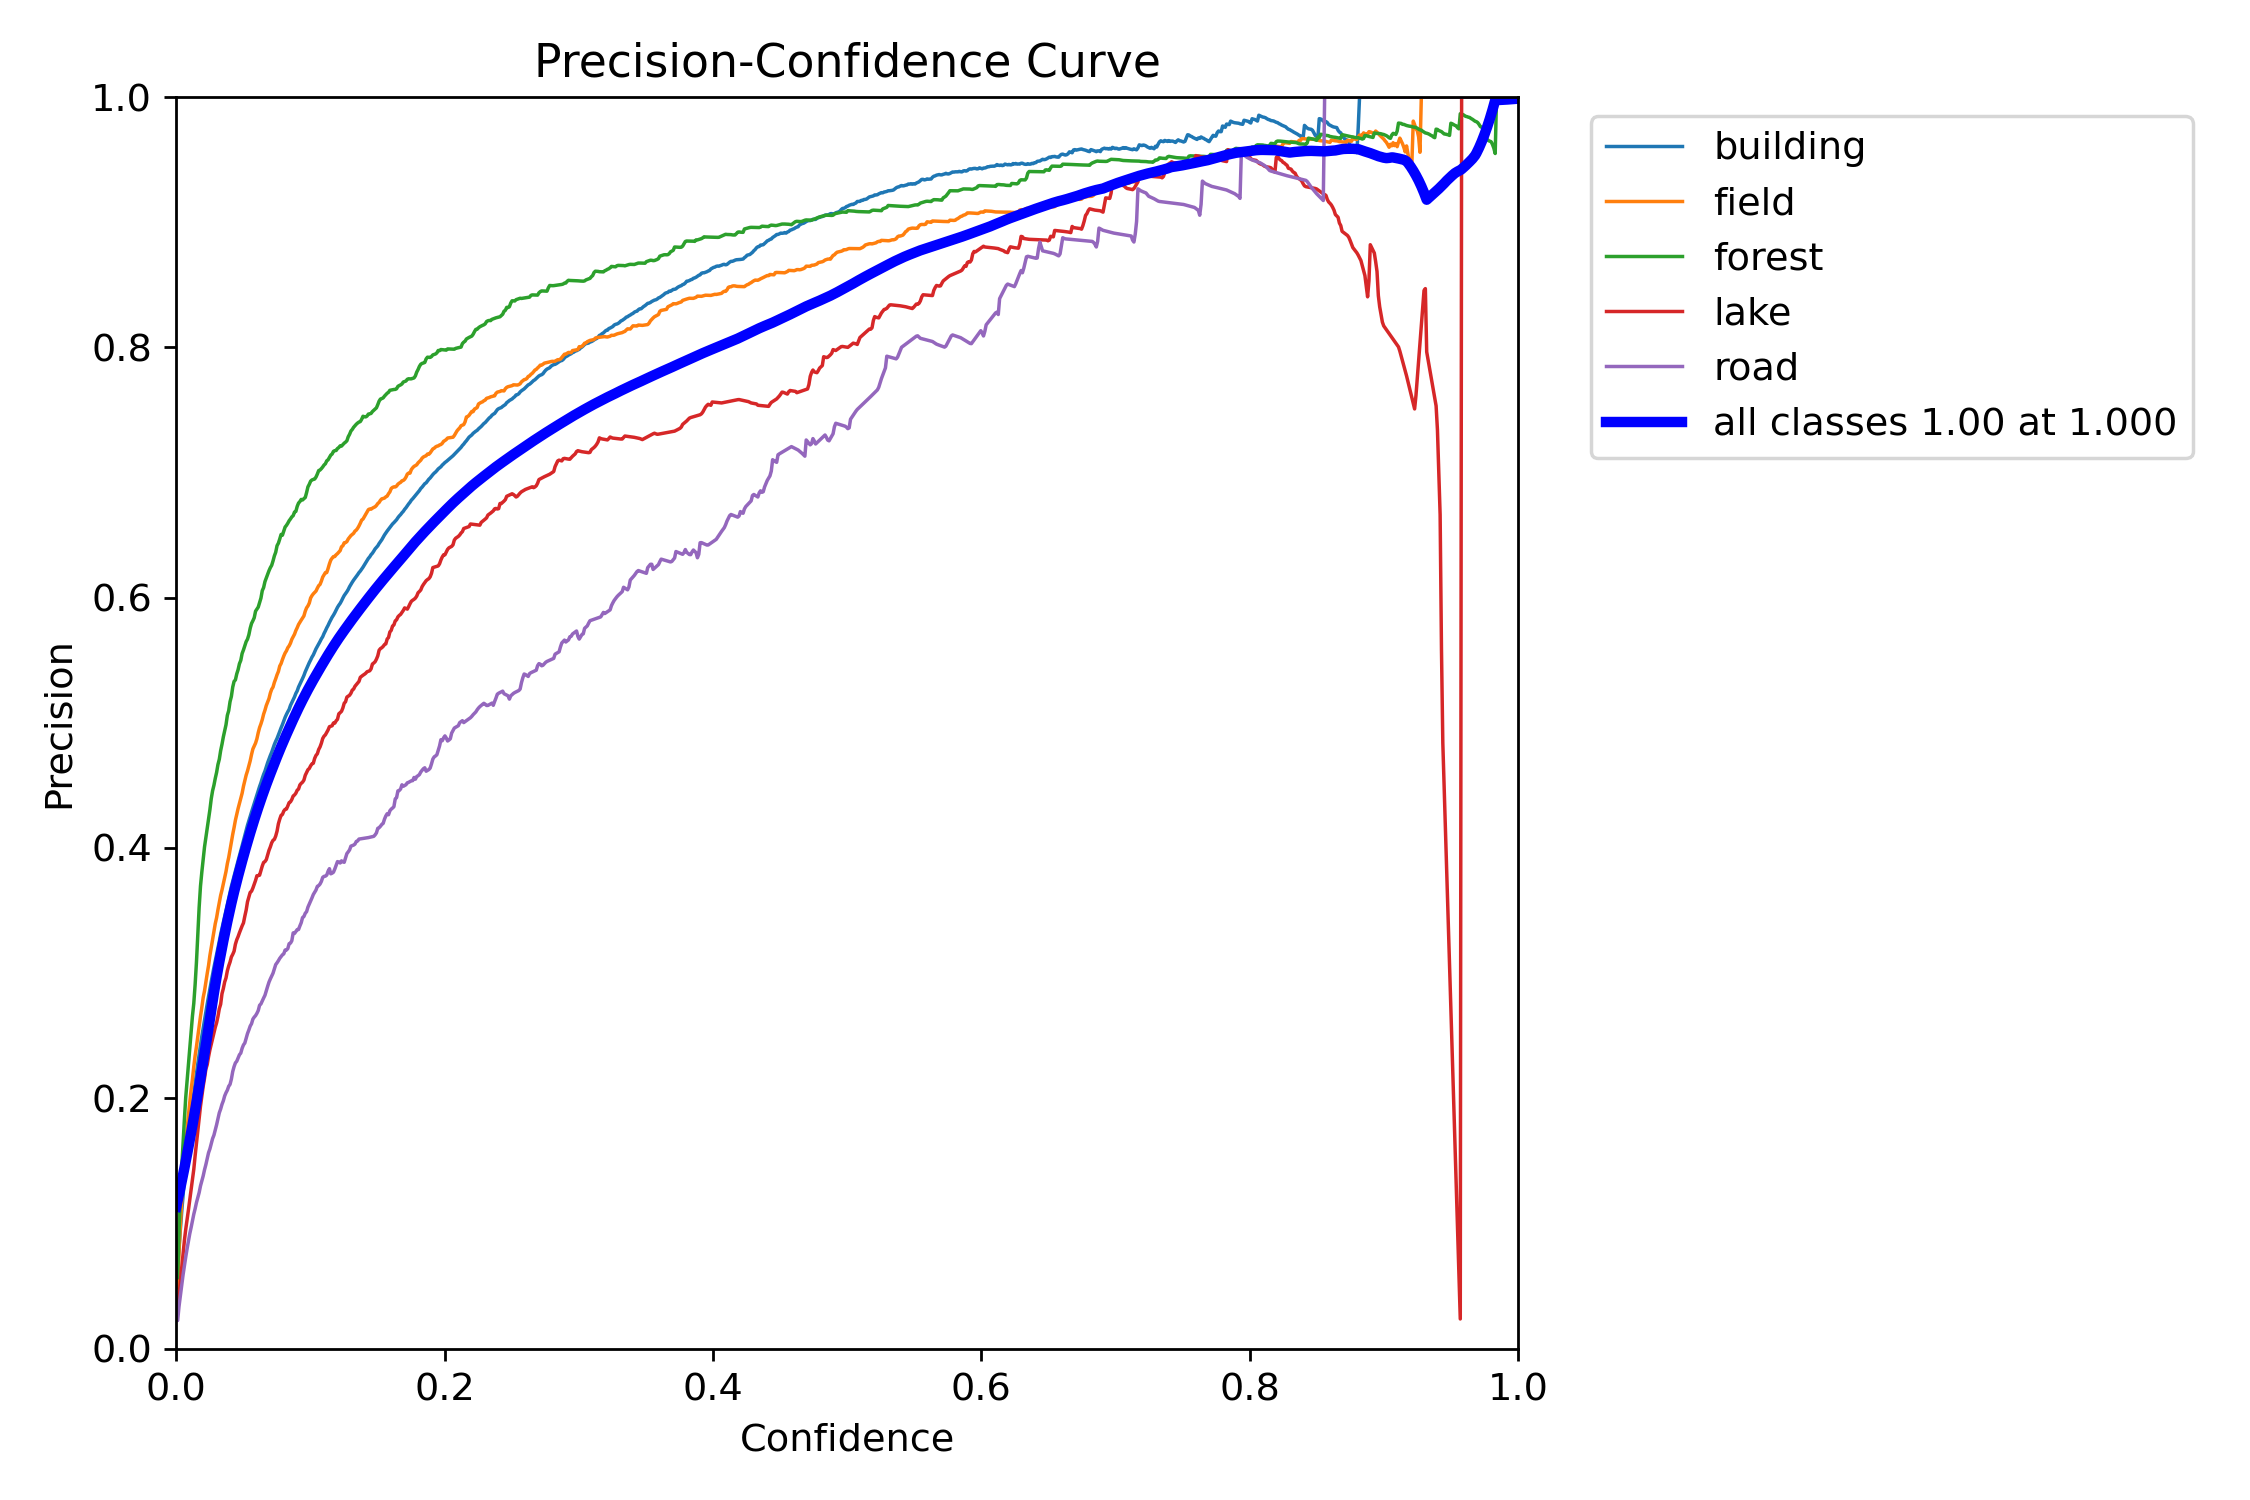 Precision-Confidence Curve
1.0
0.8
0.6
0.4
0.2
0.0
Precision
0.0 0.2 0.4 0.6 0.8 1.0
Confidence
building
field
forest
lake
road
all classes 1.00 at 1.000